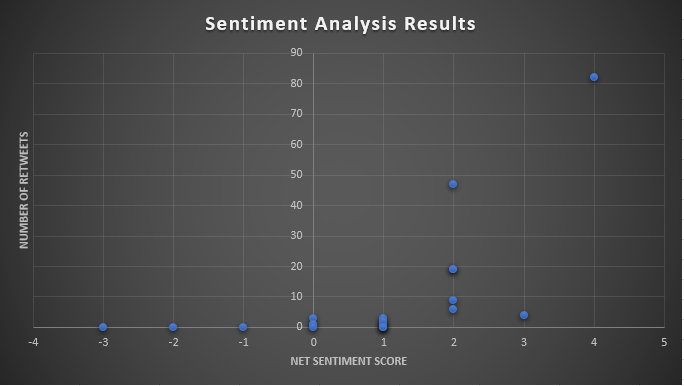 Sentiment Analysis Results
NUMBER OF RETWEETS
90
80
70
60
50
40
30
20
10
0
-4 -3 -2 -1 0 1 2 3 4 5
NET SENTIMENT SCORE